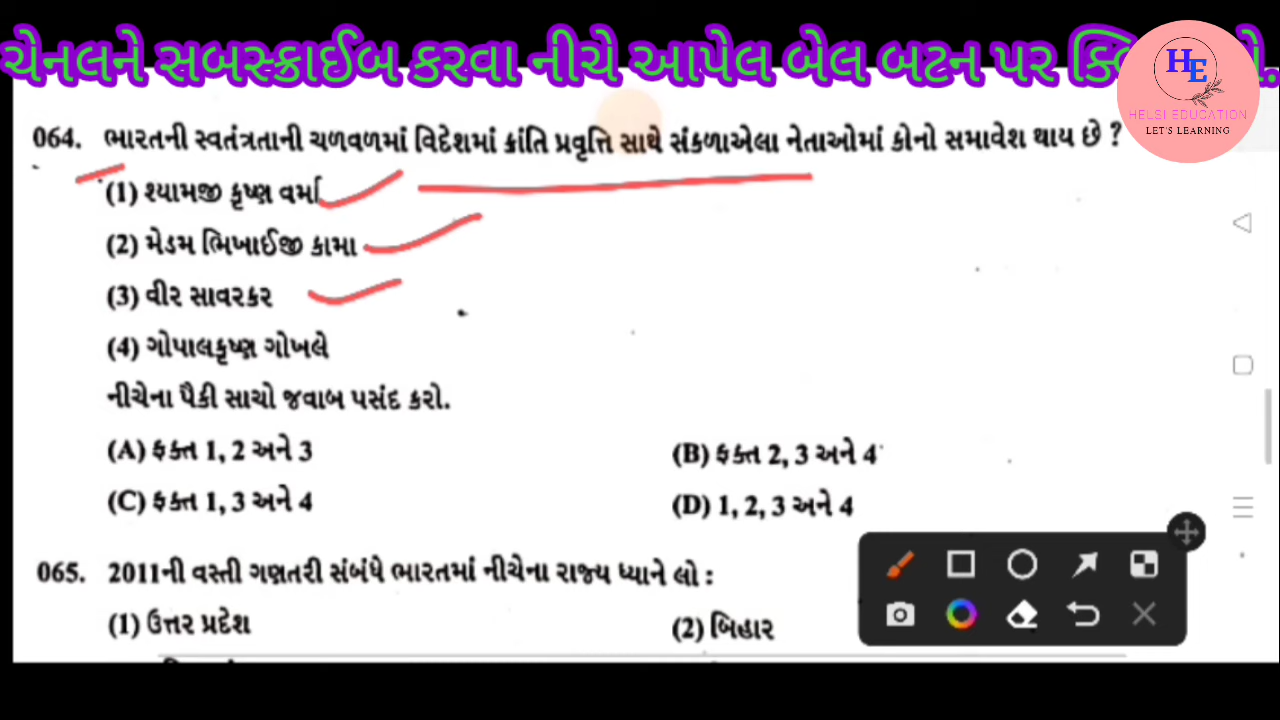 ચેનલને સબસ્ક્રાઈબ કરવા નીચે આપેલ બેલ બટન પર
HE
HELSI EDUCATION
LET'S LEARNING
064. ભારતની સ્વતંત્રતાની ચળવળમાં વિદેશમાં ક્રાંતિ પ્રવૃત્તિ સાથે સંકળાએલા નેતાઓમાં કોનો સમાવેશ થાય છે ?
(1) શ્યામજી કૃષ્ણ વર્મા
(2) મેડમ ભિખાઈજી કામા
(3) વીર સાવરકર
(4) ગોપાલકૃષ્ણ ગોખલે
નીચેના પૈકી સાચો જવાબ પસંદ કરો.
(A) ફક્ત 1, 2 અને 3 (B) ફક્ત 2, 3 અને 4
(C) ફક્ત 1, 3 અને 4 (D) 1, 2, 3 અને 4
065. 2011ની વસ્તી ગણતરી સંબંધે ભારતમાં નીચેના રાજ્ય ધ્યાને લો :
(1) ઉત્તર પ્રદેશ (2) બિહાર